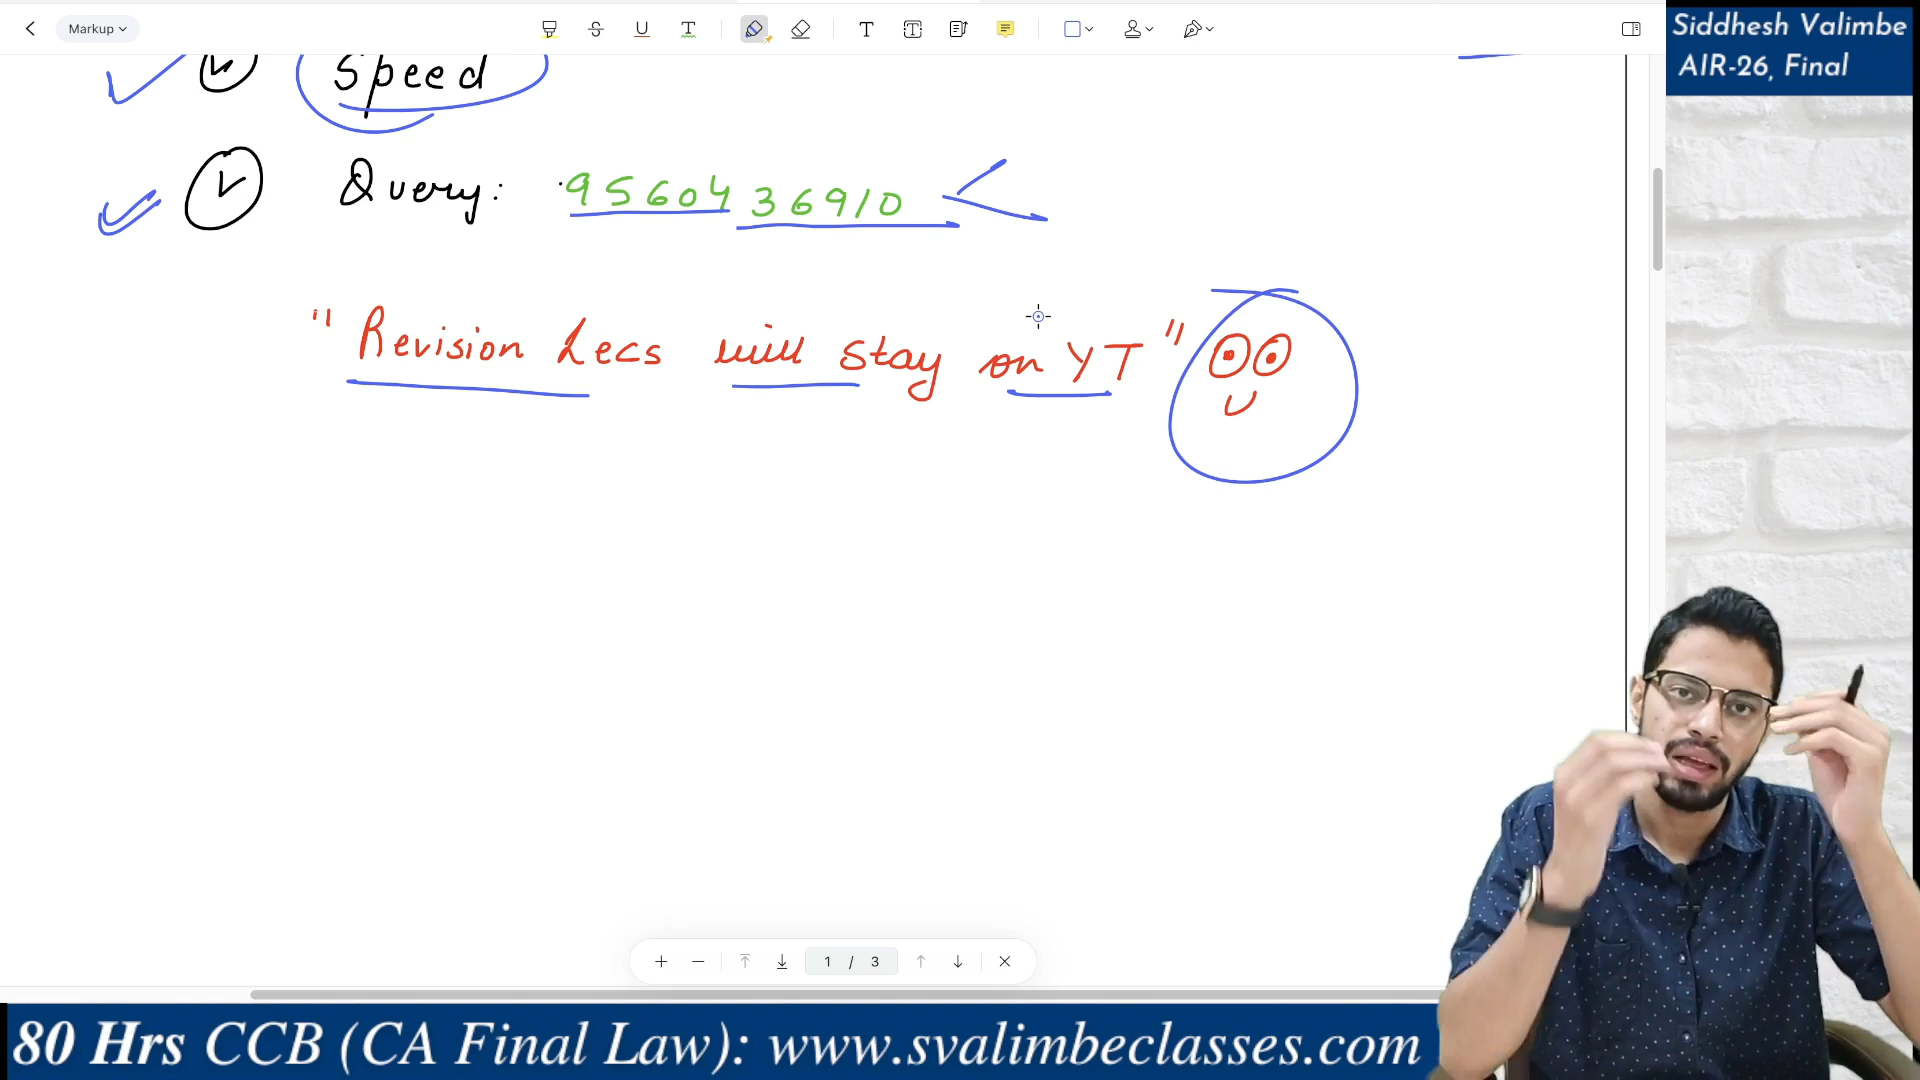 Markup
Siddhesh Valimbe
AIR-26, Final
Speed
Query: 9560436910
"Revision Lecs will stay on YT"
1 / 3
80 Hrs CCB (CA Final Law): www.svalimbeclasses.com